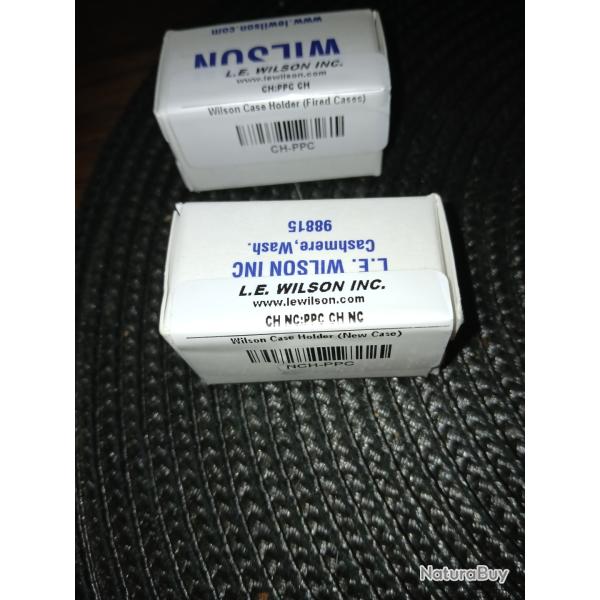 www.lewilson.com
WILSON
L.E. WILSON INC.
www.lewilson.com
CH:PPC CH
Wilson Case Holder (Fired Cases)
CH-PPC
98815
Cashmere,Wash.
L.E. WILSON INC
L.E. WILSON INC.
www.lewilson.com
CH NC:PPC CH NC
Wilson Case Holder (New Case)
NCH-PPC
NaturaBuy